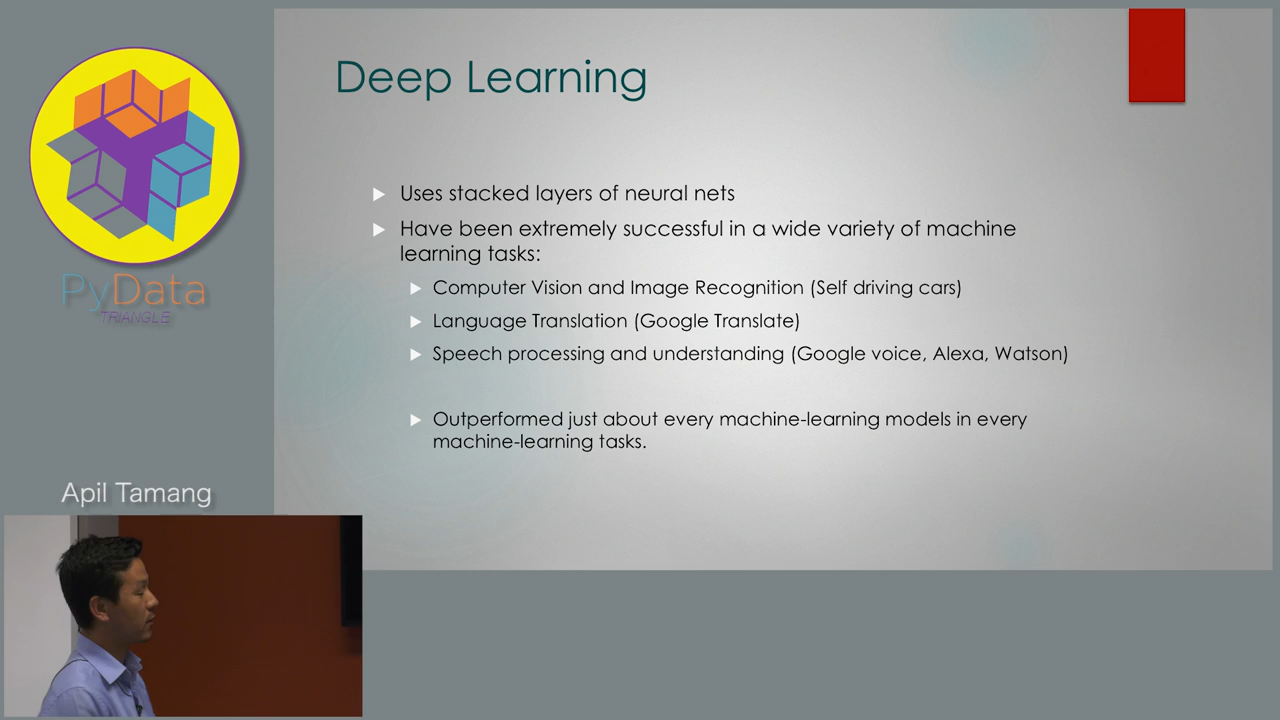 PyData
TRIANGLE
Apil Tamang
Deep Learning
Uses stacked layers of neural nets
Have been extremely successful in a wide variety of machine
learning tasks:
Computer Vision and Image Recognition (Self driving cars)
Language Translation (Google Translate)
Speech processing and understanding (Google voice, Alexa, Watson)
Outperformed just about every machine-learning models in every
machine-learning tasks.